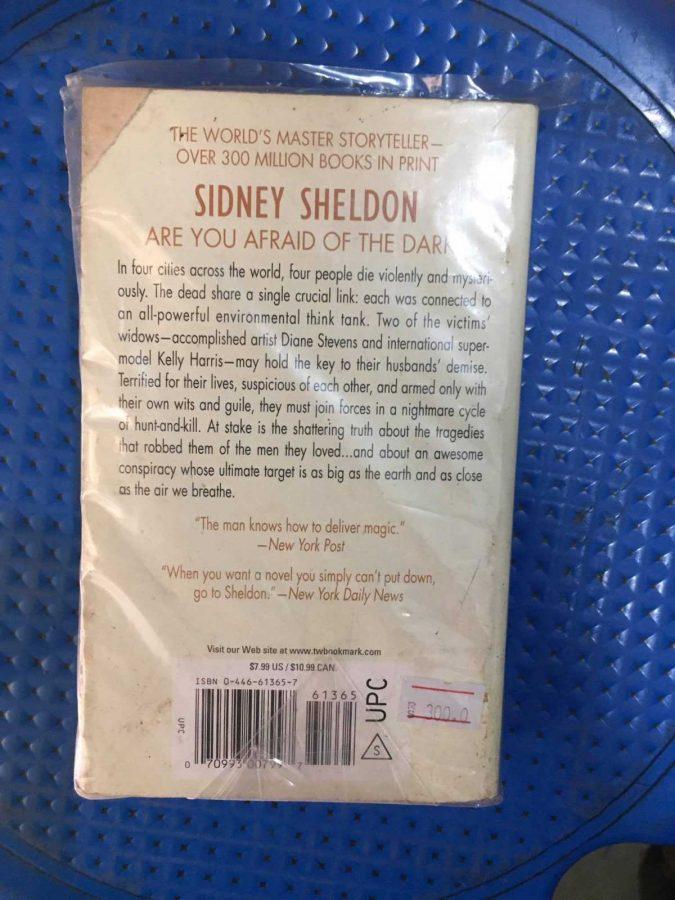 THE WORLD'S MASTER STORYTELLER—
OVER 300 MILLION BOOKS IN PRINT
SIDNEY SHELDON
ARE YOU AFRAID OF THE DARK
In four cities across the world, four people die violently and mysteri-
ously. The dead share a single crucial link: each was connected to
an all-powerful environmental think tank. Two of the victims'
widows—accomplished artist Diane Stevens and international super-
model Kelly Harris—may hold the key to their husbands' demise.
Terrified for their lives, suspicious of each other, and armed only with
their own wits and guile, they must join forces in a nightmare cycle
of hunt-and-kill. At stake is the shattering truth about the tragedies
that robbed them of the men they loved...and about an awesome
conspiracy whose ultimate target is as big as the earth and as close
as the air we breathe.
"The man knows how to deliver magic."
—New York Post
"When you want a novel you simply can't put down,
go to Sheldon."—New York Daily News
Visit our Web site at www.twbookmark.com
$7.99 US / $10.99 CAN.
ISBN 0-446-61365-7
61365
UPC
UPC
S
300.0
0 70993 007 7